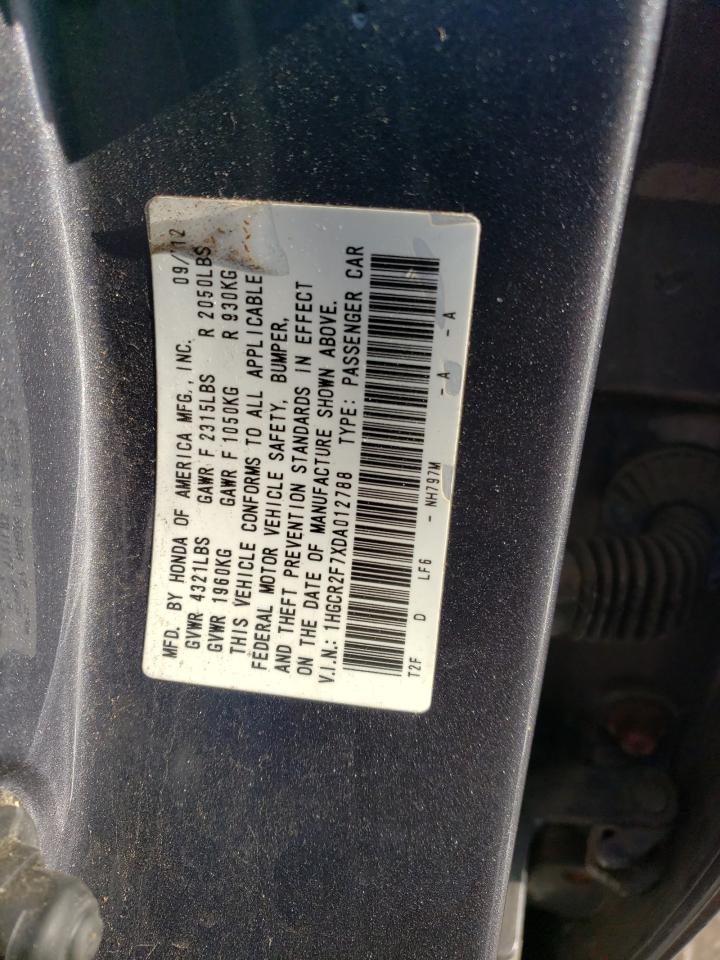 MFD. BY HONDA OF AMERICA MFG., INC. 09/12
GVWR 4321LBS GAWR F 2315LBS R 2050LBS
GVWR 1960KG GAWR F 1050KG R 930KG
THIS VEHICLE CONFORMS TO ALL APPLICABLE
FEDERAL MOTOR VEHICLE SAFETY, BUMPER,
AND THEFT PREVENTION STANDARDS IN EFFECT
ON THE DATE OF MANUFACTURE SHOWN ABOVE.
V.I.N.: 1HGCR2F7XDA012788 TYPE: PASSENGER CAR
T2F D LF6 - NH797M - A - A